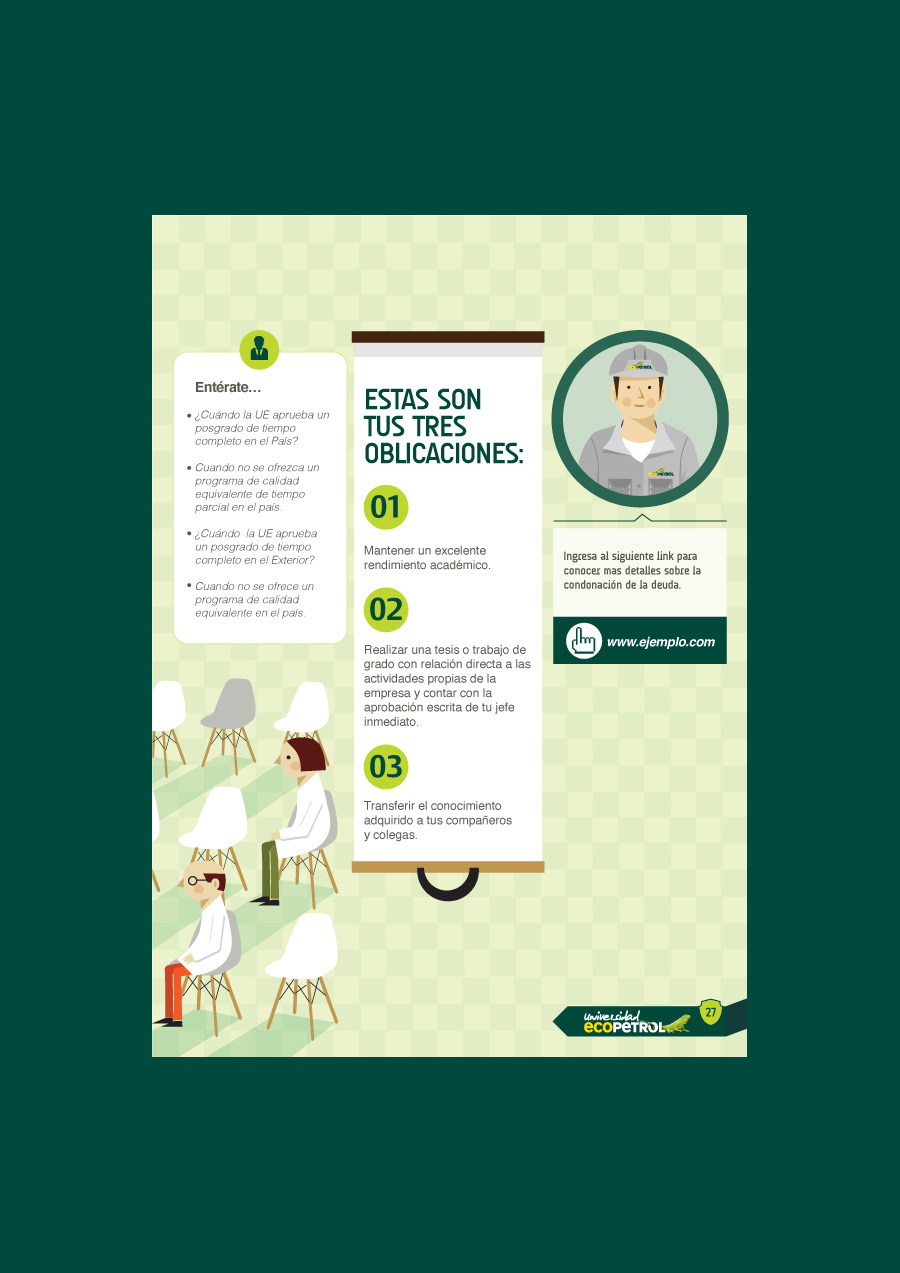 Entérate...
• ¿Cuándo la UE aprueba un
posgrado de tiempo
completo en el País?
• Cuando no se ofrezca un
programa de calidad
equivalente de tiempo
parcial en el país.
• ¿Cuándo  la UE aprueba
un posgrado de tiempo
completo en el Exterior?
• Cuando no se ofrece un
programa de calidad
equivalente en el país.
ESTAS SON
TUS TRES
OBLICACIONES:
01
Mantener un excelente
rendimiento académico.
02
Realizar una tesis o trabajo de
grado con relación directa a las
actividades propias de la
empresa y contar con la
aprobación escrita de tu jefe
inmediato.
03
Transferir el conocimiento
adquirido a tus compañeros
y colegas.
ECOPETROL
ECOPETROL
Ingresa al siguiente link para
conocer mas detalles sobre la
condonación de la deuda.
www.ejemplo.com
universidad
ecoPETROL
27